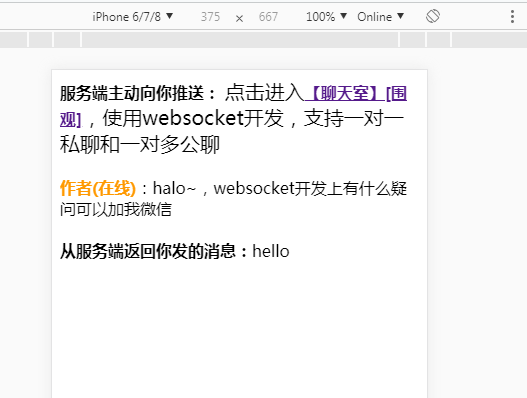 iPhone 6/7/8 ▼ 375 × 667 100% ▼ Online ▼
服务端主动向你推送： 点击进入【聊天室】[围
观]，使用websocket开发，支持一对一
私聊和一对多公聊
作者(在线)：halo~，websocket开发上有什么疑
问可以加我微信
从服务端返回你发的消息：hello